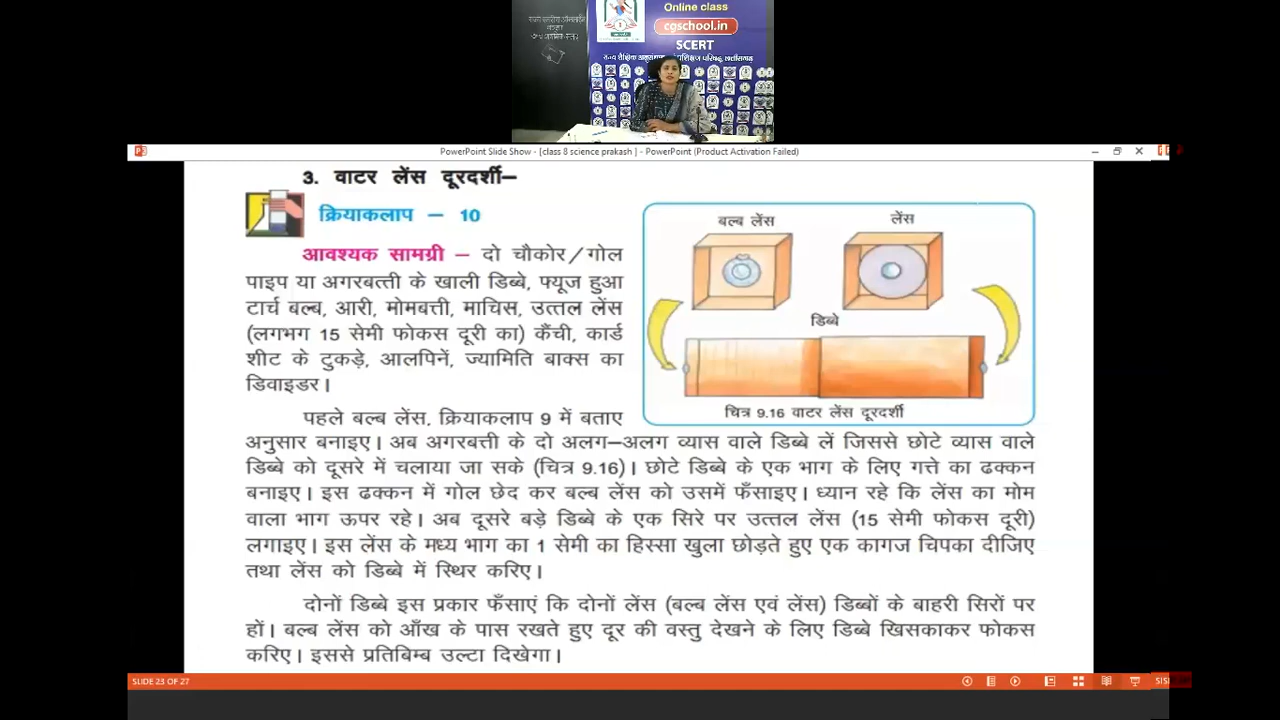 Online class
cgschool.in
SCERT
PowerPoint Slide Show - [class 8 science prakash ] - PowerPoint (Product Activation Failed)
3. वाटर लेंस दूरदर्शी–
क्रियाकलाप – 10
आवश्यक सामग्री – दो चौकोर/गोल
पाइप या अगरबत्ती के खाली डिब्बे, फ्यूज हुआ
टार्च बल्ब, आरी, मोमबत्ती, माचिस, उत्तल लेंस
(लगभग 15 सेमी फोकस दूरी का) कैंची, कार्ड
शीट के टुकड़े, आलपिनें, ज्यामिति बाक्स का
डिवाइडर।
बल्ब लेंस
लेंस
डिब्बे
चित्र 9.16 वाटर लेंस दूरदर्शी
पहले बल्ब लेंस, क्रियाकलाप 9 में बताए
अनुसार बनाइए। अब अगरबत्ती के दो अलग–अलग व्यास वाले डिब्बे लें जिससे छोटे व्यास वाले
डिब्बे को दूसरे में चलाया जा सके (चित्र 9.16)। छोटे डिब्बे के एक भाग के लिए गत्ते का ढक्कन
बनाइए। इस ढक्कन में गोल छेद कर बल्ब लेंस को उसमें फँसाइए। ध्यान रहे कि लेंस का मोम
वाला भाग ऊपर रहे। अब दूसरे बड़े डिब्बे के एक सिरे पर उत्तल लेंस (15 सेमी फोकस दूरी)
लगाइए। इस लेंस के मध्य भाग का 1 सेमी का हिस्सा खुला छोड़ते हुए एक कागज चिपका दीजिए
तथा लेंस को डिब्बे में स्थिर करिए।
दोनों डिब्बे इस प्रकार फँसाएं कि दोनों लेंस (बल्ब लेंस एवं लेंस) डिब्बों के बाहरी सिरों पर
हों। बल्ब लेंस को आँख के पास रखते हुए दूर की वस्तु देखने के लिए डिब्बे खिसकाकर फोकस
करिए। इससे प्रतिबिम्ब उल्टा दिखेगा।
SLIDE 23 OF 27